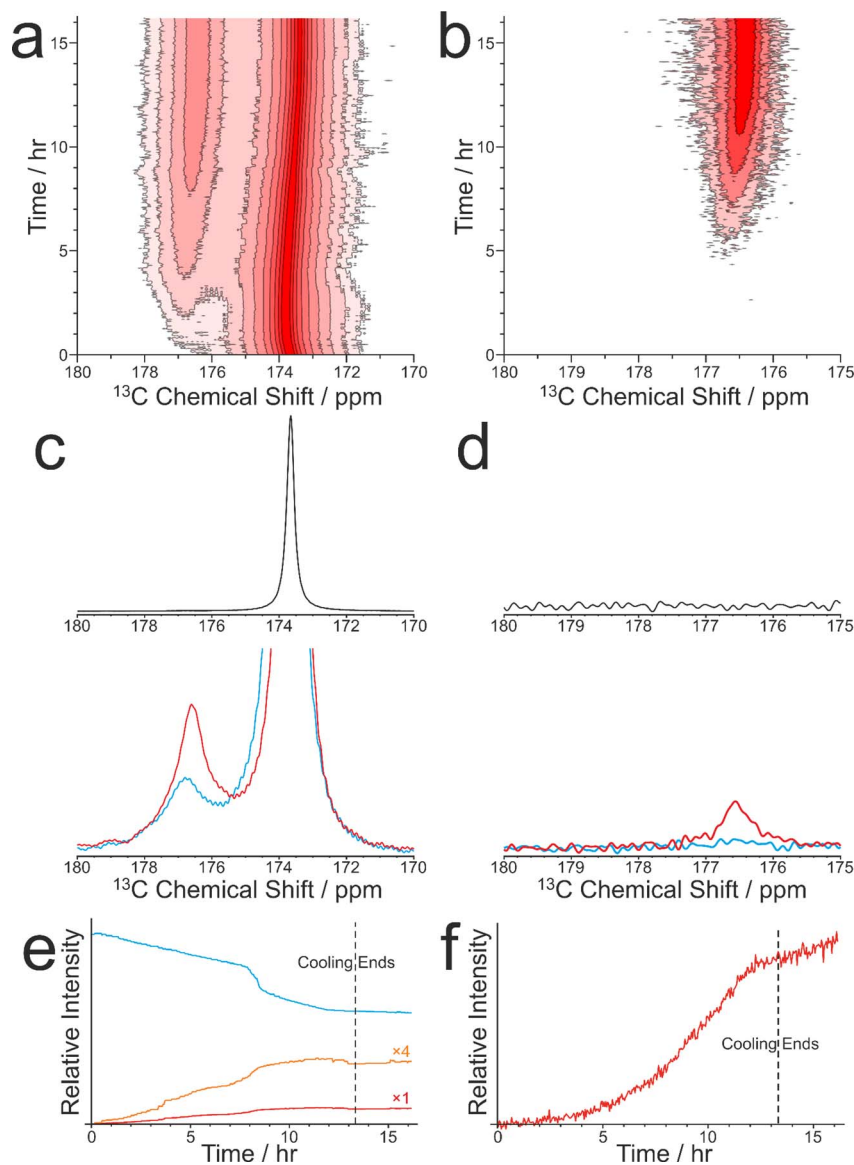 a
b
Time / hr
15
10
5
0
180 178 176 174 172 170
¹³C Chemical Shift / ppm
Time / hr
15
10
5
0
180 179 178 177 176 175
¹³C Chemical Shift / ppm
c
180 178 176 174 172 170
180 178 176 174 172 170
¹³C Chemical Shift / ppm
d
180 179 178 177 176 175
180 179 178 177 176 175
¹³C Chemical Shift / ppm
e
Relative Intensity
Cooling Ends
×4
×1
0 5 10 15
Time / hr
f
Relative Intensity
Cooling Ends
0 5 10 15
Time / hr